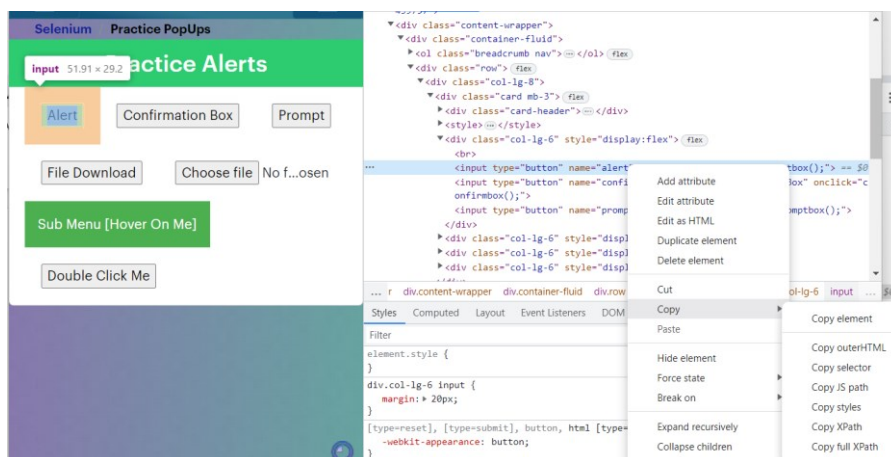 Selenium Practice PopUps
actice Alerts
input 51.91 × 29.2
Alert Confirmation Box Prompt
File Download Choose file No f...osen
Sub Menu [Hover On Me]
Double Click Me
<div class="content-wrapper">
<div class="container-fluid">
<ol class="breadcrumb nav">…</ol> flex
<div class="row"> flex
<div class="col-lg-8">
<div class="card mb-3"> flex
<div class="card-header">…</div>
<style>…</style>
<div class="col-lg-6" style="display:flex"> flex
<br>
... <input type="button" name="alert tbox();"> == $0
<input type="button" name="confi Box" onclick="c
onfirmbox();">
<input type="button" name="promp omptbox();">
</div>
<div class="col-lg-6" style="displ
<div class="col-lg-6" style="displ
<div class="col-lg-6" style="displ
... r div.content-wrapper div.container-fluid div.row ol-lg-6 input ...
Styles Computed Layout Event Listeners DOM
Filter
element.style {
}
div.col-lg-6 input {
margin: 20px;
}
[type=reset], [type=submit], button, html [type=
-webkit-appearance: button;
}
Add attribute
Edit attribute
Edit as HTML
Duplicate element
Delete element
Cut
Copy
Paste
Hide element
Force state
Break on
Expand recursively
Collapse children
Copy element
Copy outerHTML
Copy selector
Copy JS path
Copy styles
Copy XPath
Copy full XPath